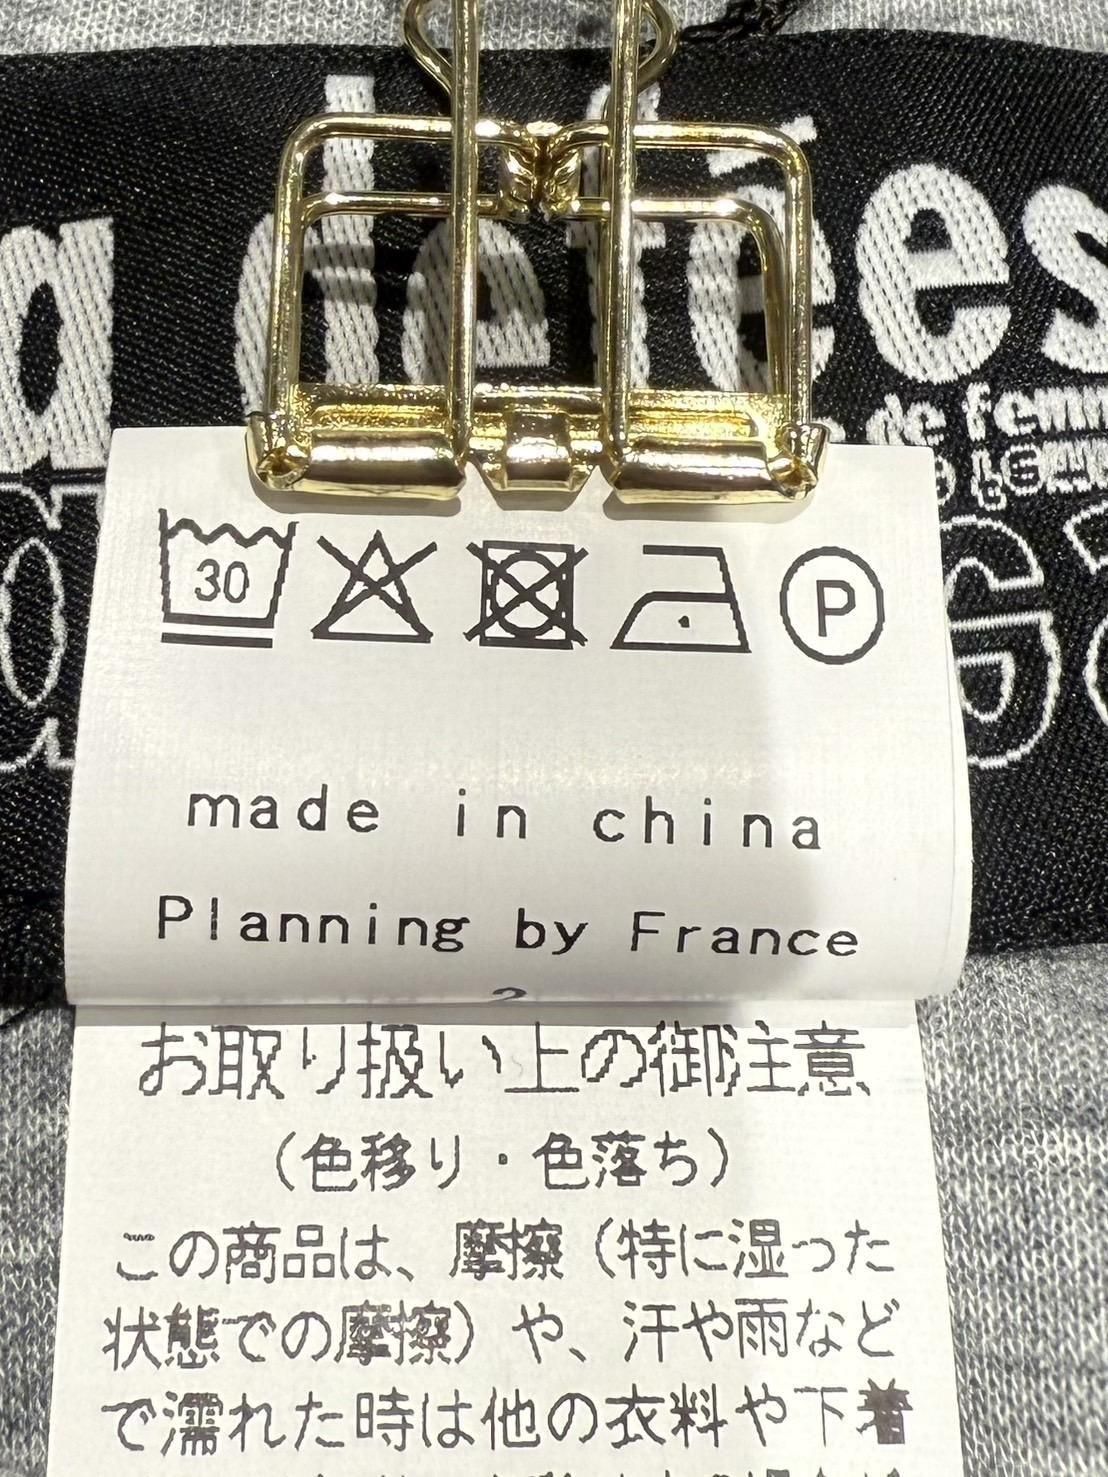 de femm
30
P
made in china
Planning by France
2
お取り扱い上の御注意
（色移り・色落ち）
この商品は、摩擦（特に湿った
状態での摩擦）や、汗や雨など
で濡れた時は他の衣料や下着